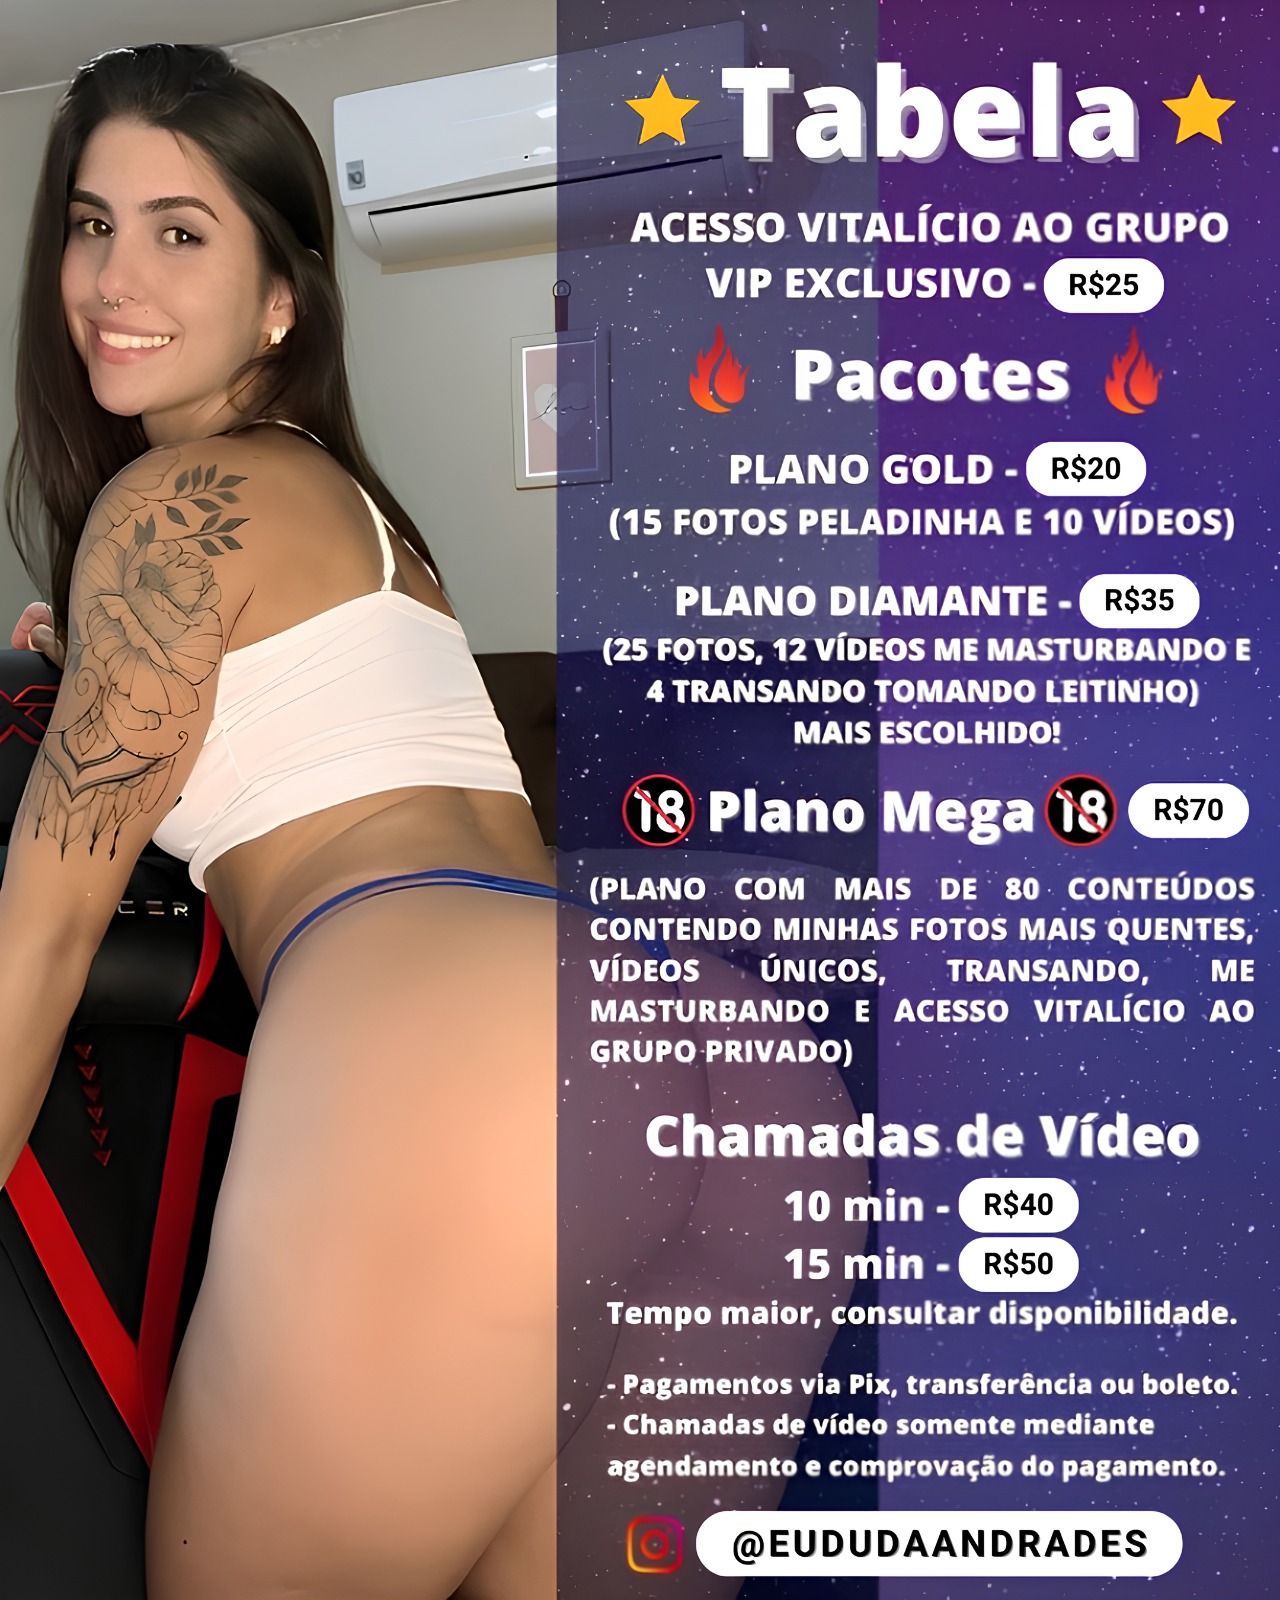 Tabela
ACESSO VITALÍCIO AO GRUPO
VIP EXCLUSIVO - R$25
Pacotes
PLANO GOLD - R$20
(15 FOTOS PELADINHA E 10 VÍDEOS)
PLANO DIAMANTE - R$35
(25 FOTOS, 12 VÍDEOS ME MASTURBANDO E
4 TRANSANDO TOMANDO LEITINHO)
MAIS ESCOLHIDO!
18 Plano Mega 18 R$70
(PLANO COM MAIS DE 80 CONTEÚDOS
CONTENDO MINHAS FOTOS MAIS QUENTES,
VÍDEOS ÚNICOS, TRANSANDO, ME
MASTURBANDO E ACESSO VITALÍCIO AO
GRUPO PRIVADO)
Chamadas de Vídeo
10 min - R$40
15 min - R$50
Tempo maior, consultar disponibilidade.
- Pagamentos via Pix, transferência ou boleto.
- Chamadas de vídeo somente mediante
agendamento e comprovação do pagamento.
@EUDUDAANDRADES